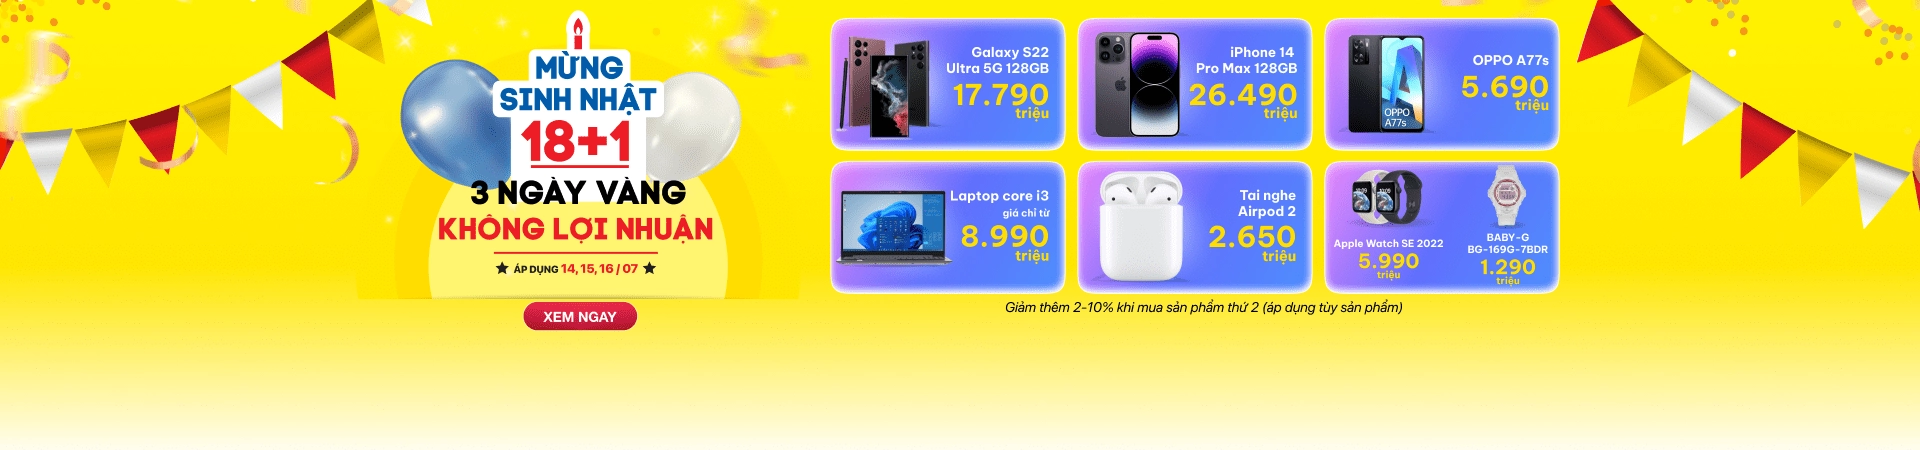 MỪNG
SINH NHẬT
18+1
3 NGÀY VÀNG
KHÔNG LỢI NHUẬN
★ ÁP DỤNG 14, 15, 16 / 07 ★
XEM NGAY
Galaxy S22
Ultra 5G 128GB
17.790
triệu
iPhone 14
Pro Max 128GB
26.490
triệu
OPPO A77s
5.690
triệu
OPPO
A77s
Laptop core i3
giá chỉ từ
8.990
triệu
Tai nghe
Airpod 2
2.650
triệu
Apple Watch SE 2022
5.990
triệu
BABY-G
BG-169G-7BDR
1.290
triệu
Giảm thêm 2-10% khi mua sản phẩm thứ 2 (áp dụng tùy sản phẩm)